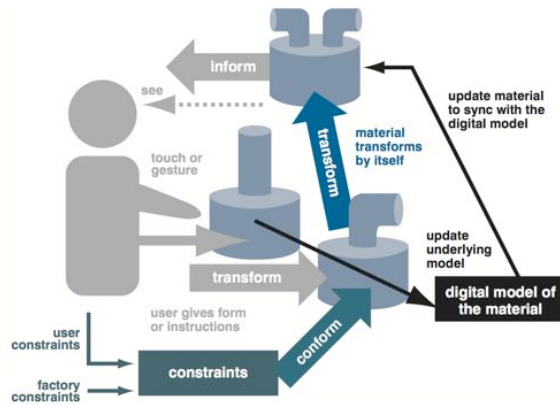 inform
see
update material
to sync with the
digital model
transform
material
transforms
by itself
touch or
gesture
update
underlying
model
transform
digital model of
the material
user gives form
or instructions
conform
user
constraints
constraints
factory
constraints